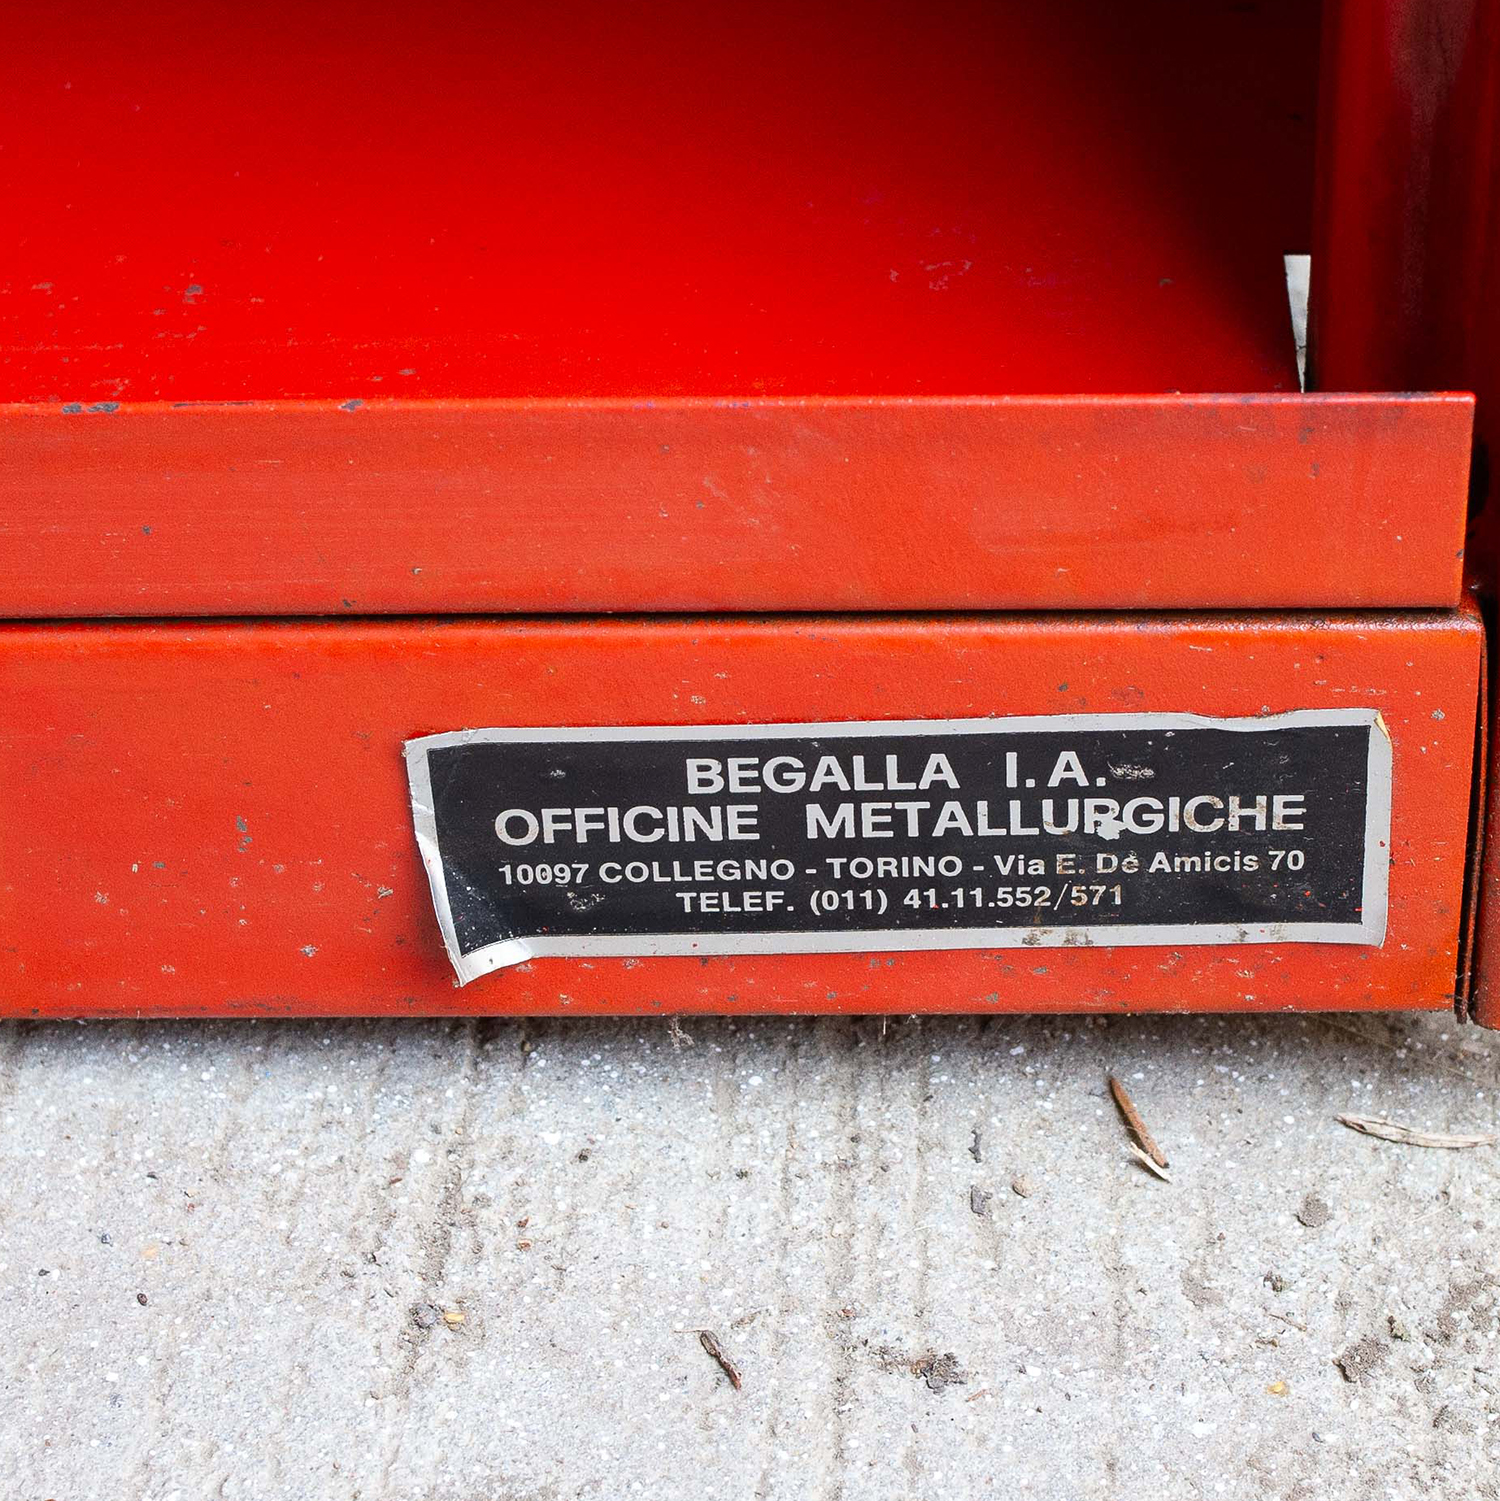 BEGALLA I.A.
OFFICINE METALLURGICHE
10097 COLLEGNO - TORINO - Via E. De Amicis 70
TELEF. (011) 41.11.552/571